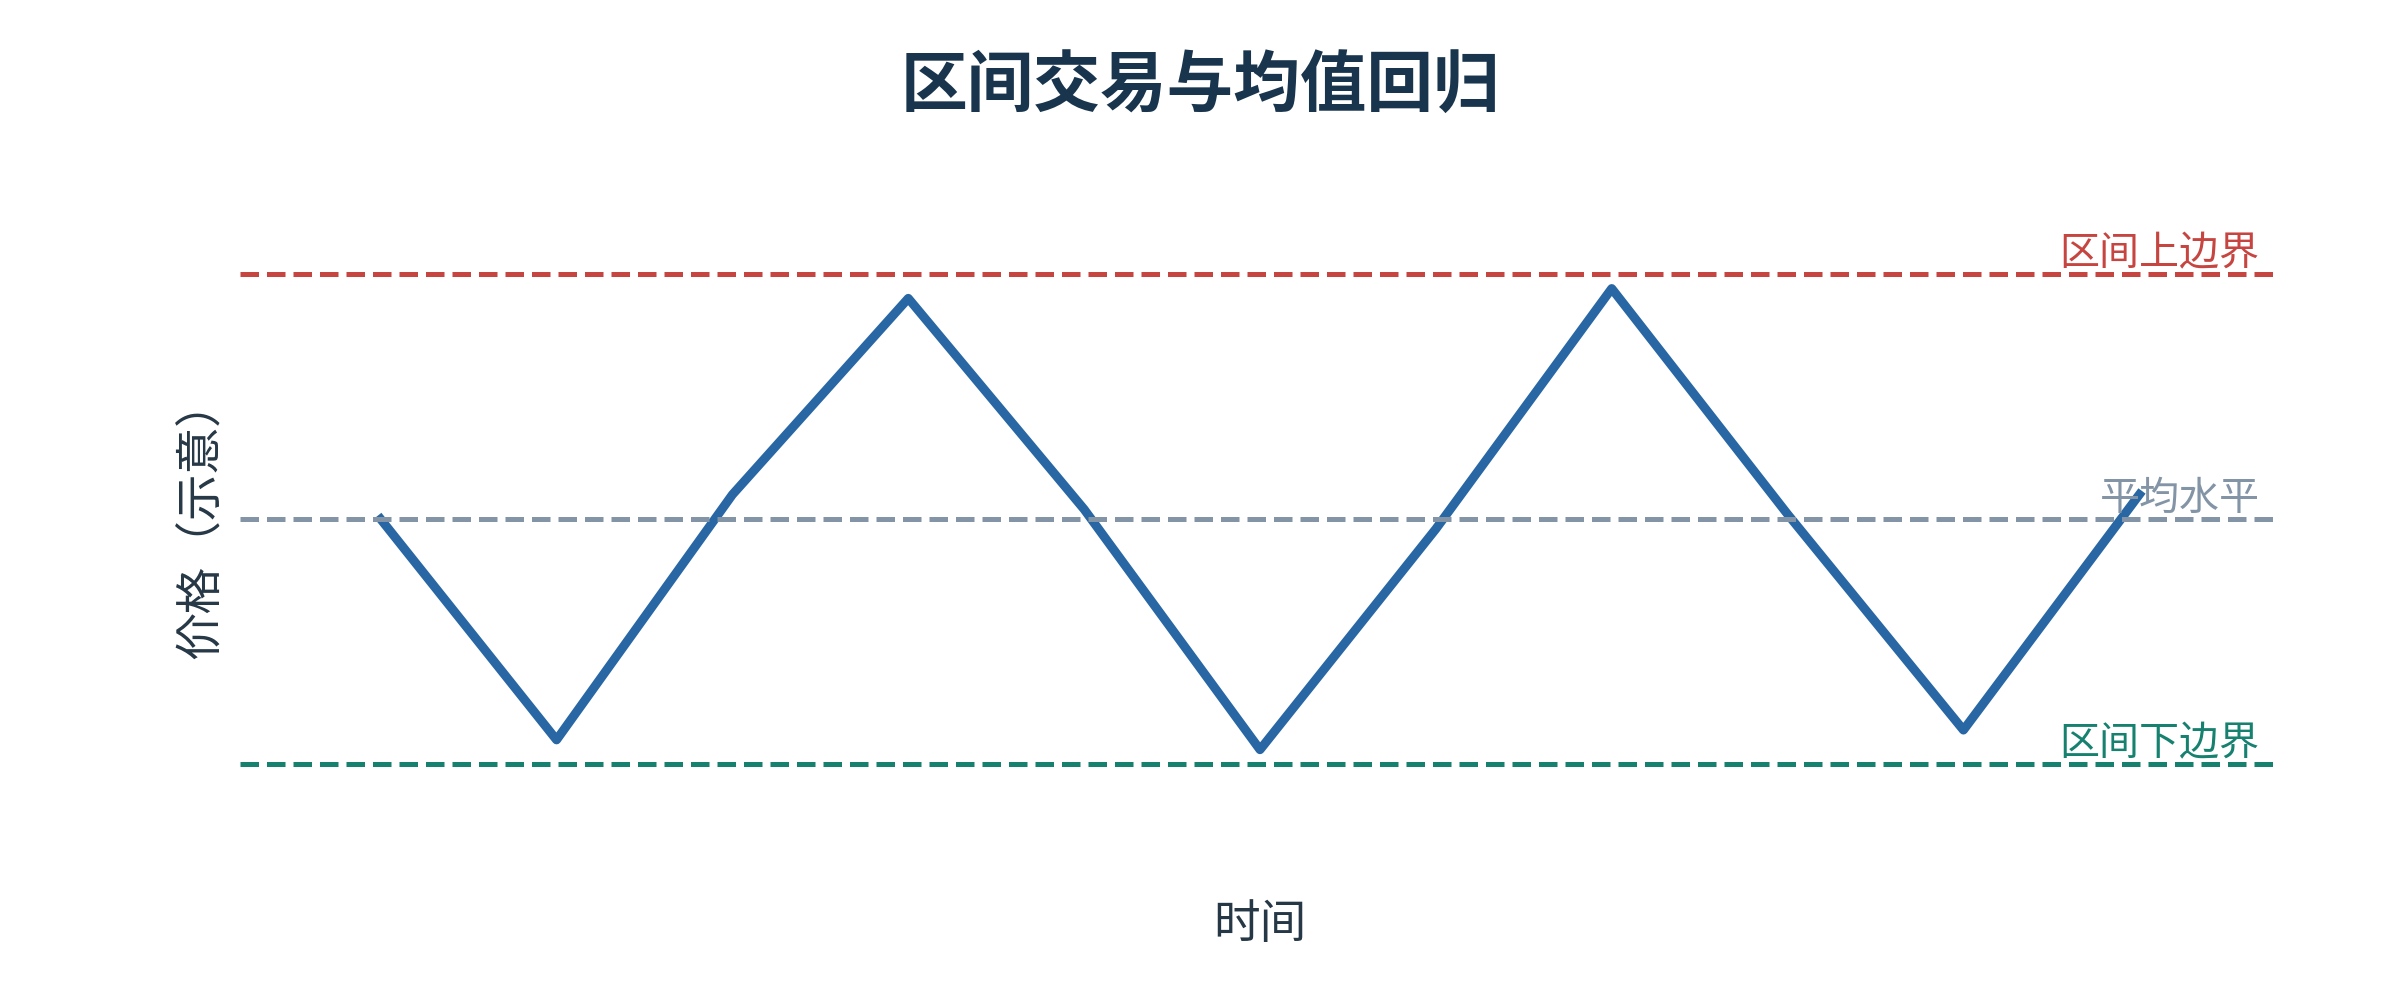 区间交易与均值回归
区间上边界
平均水平
区间下边界
价格（示意）
时间